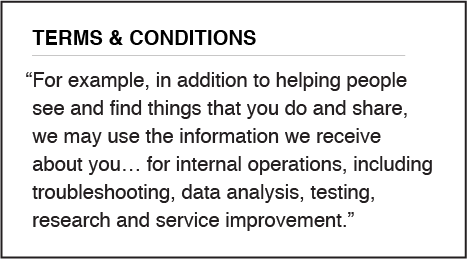 TERMS & CONDITIONS
“For example, in addition to helping people
see and find things that you do and share,
we may use the information we receive
about you… for internal operations, including
troubleshooting, data analysis, testing,
research and service improvement.”